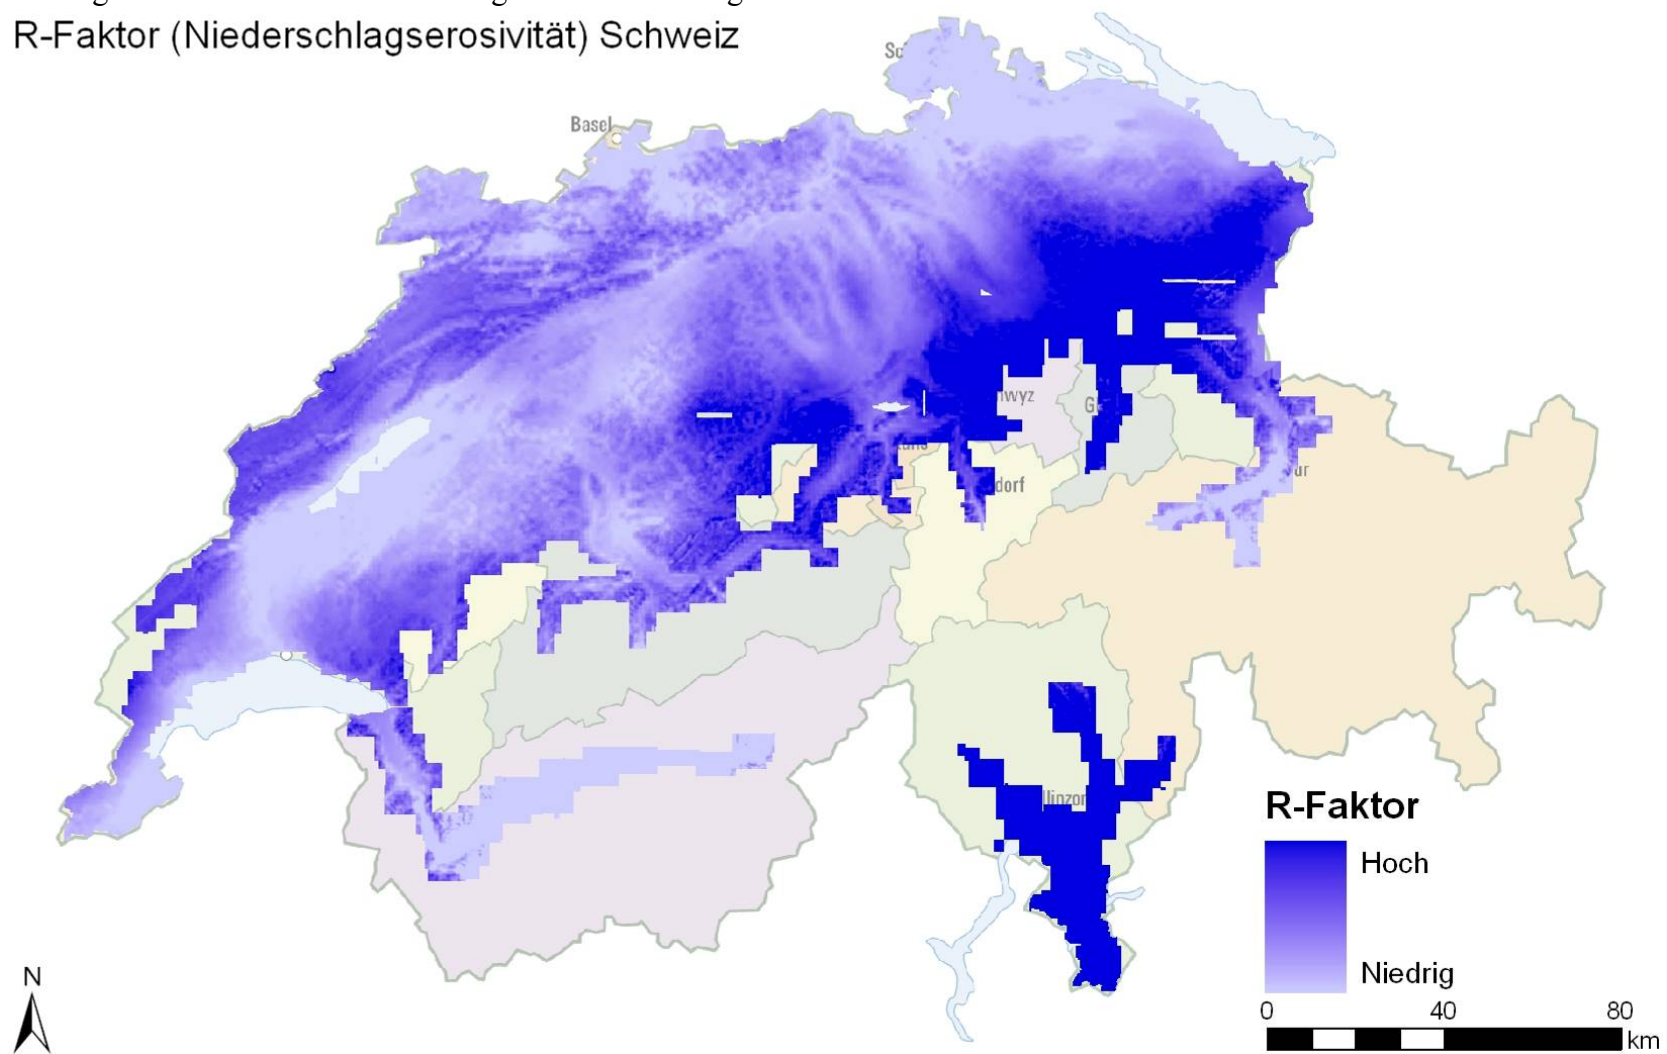 R-Faktor (Niederschlagserosivität) Schweiz
Basel
R-Faktor
Hoch
Niedrig
N
0 40 80
km